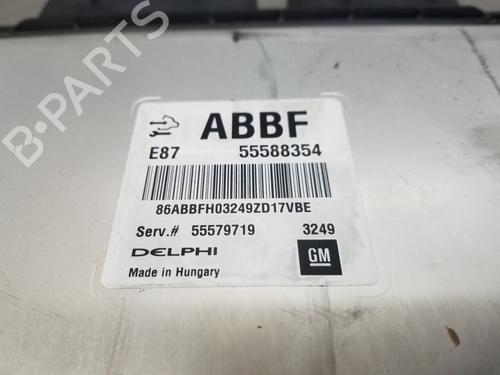 ABBF
E87 55588354
86ABBFH03249ZD17VBE
Serv.# 55579719 3249
DELPHI
GM
Made in Hungary
B-PARTS